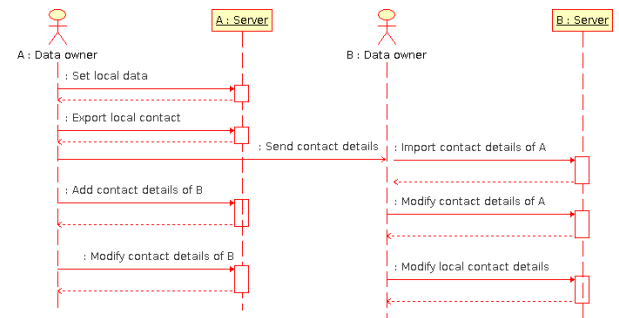 A : Server
B : Server
A : Data owner
B : Data owner
: Set local data
: Export local contact
: Send contact details
: Import contact details of A
: Add contact details of B
: Modify contact details of A
: Modify contact details of B
: Modify local contact details